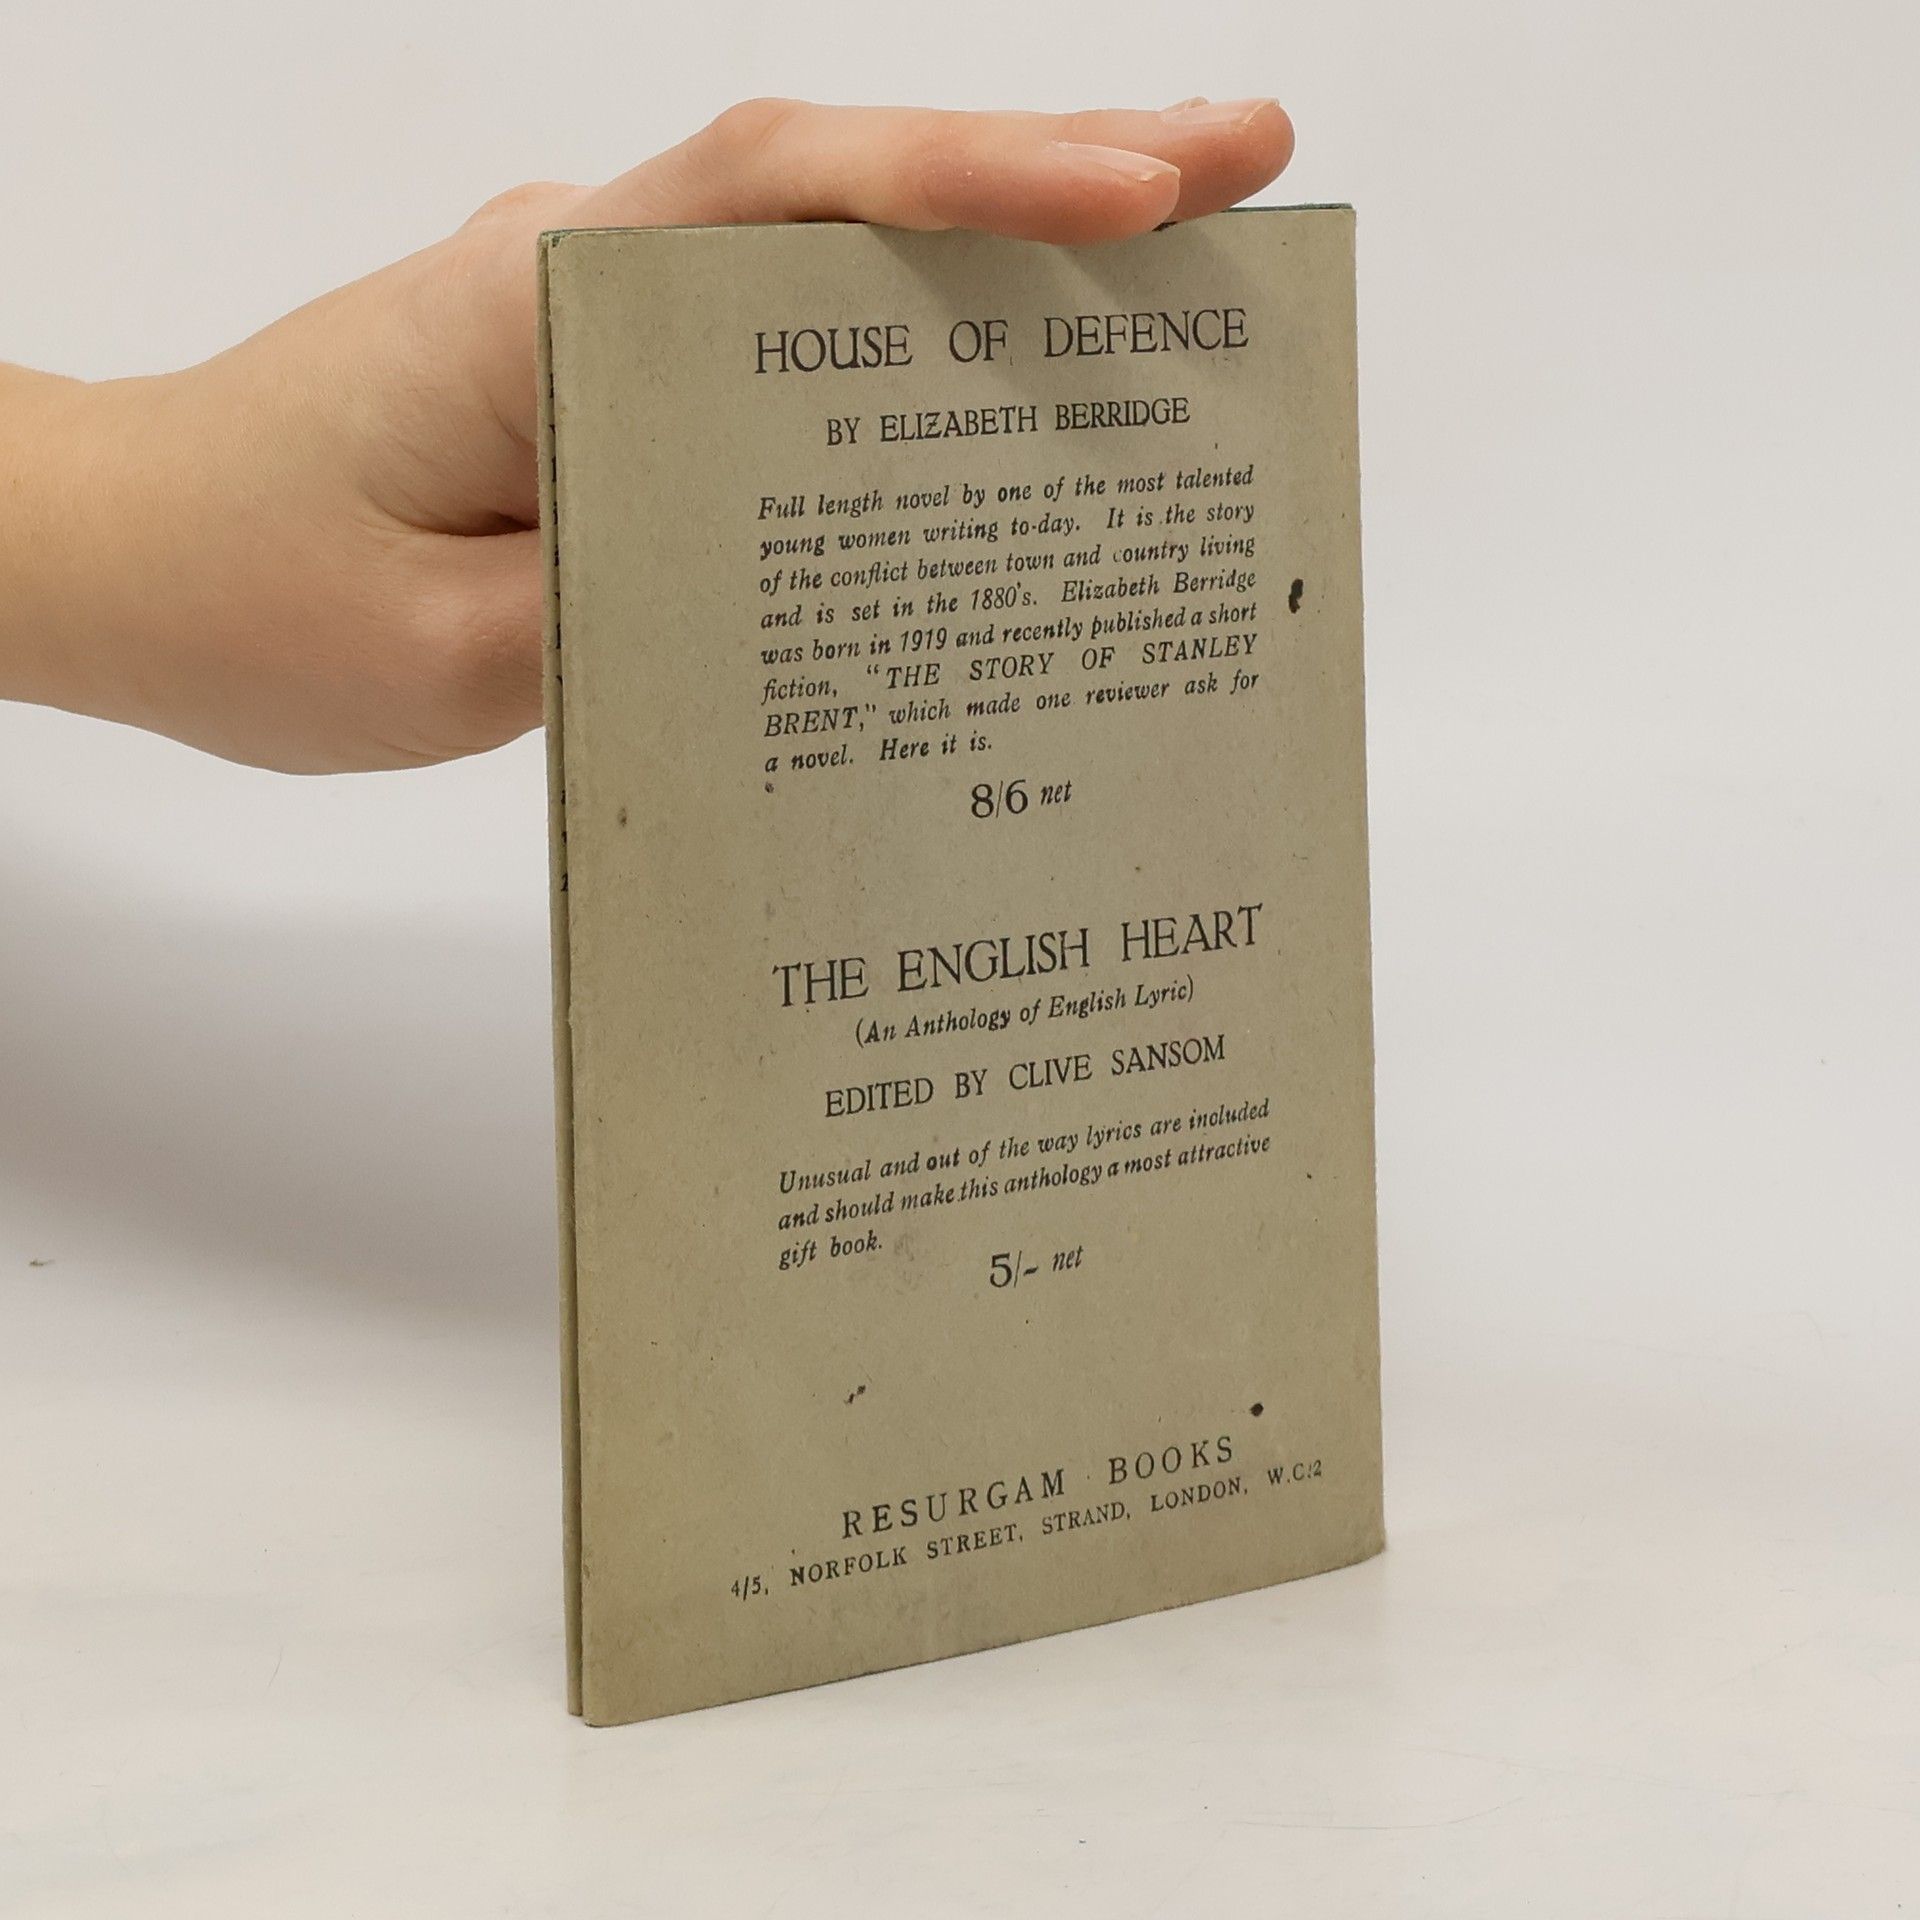 HOUSE OF DEFENCE
BY ELIZABETH BERRIDGE
Full length novel by one of the most talented
young women writing to-day. It is the story
of the conflict between town and country living
and is set in the 1880's. Elizabeth Berridge
was born in 1919 and recently published a short
fiction, "THE STORY OF STANLEY
BRENT," which made one reviewer ask for
a novel. Here it is.
8/6 net
THE ENGLISH HEART
(An Anthology of English Lyric)
EDITED BY CLIVE SANSOM
Unusual and out of the way lyrics are included
and should make this anthology a most attractive
gift book.
5/- net
RESURGAM BOOKS
4/5, NORFOLK STREET, STRAND, LONDON, W.C.2